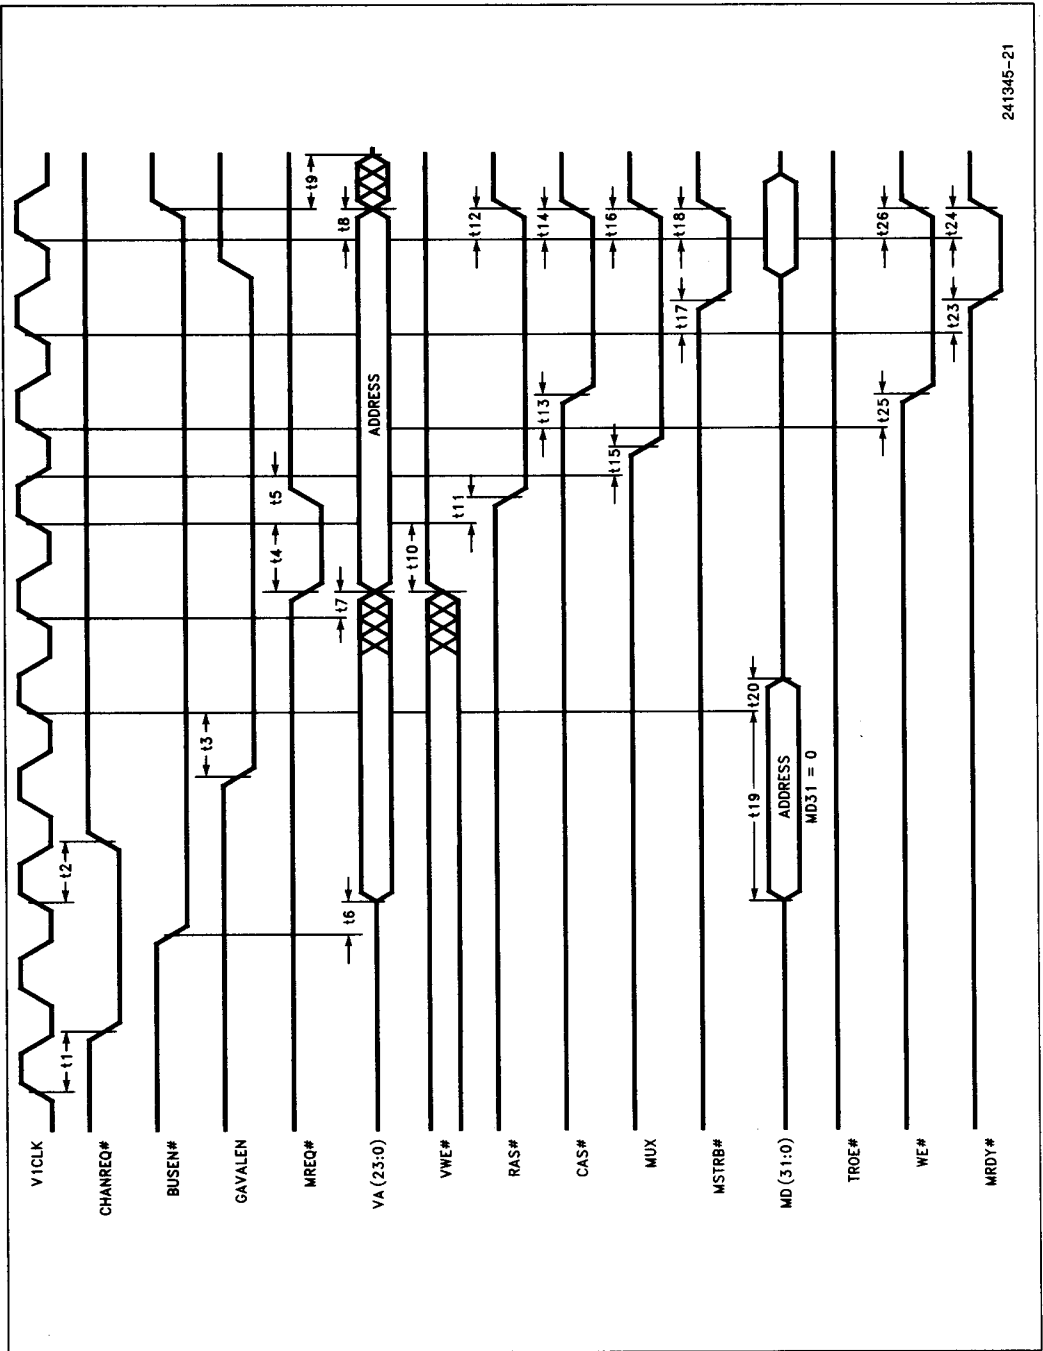 V1CLK
CHANREQ#
t1
t2
BUSEN#
GAVALEN
t3
MREQ#
t4
t5
VA(23:0)
t6
t7
ADDRESS
t8
t9
VWE#
t10
RAS#
t11
t12
CAS#
t13
t14
MUX
t15
t16
MSTRB#
t17
t18
MD(31:0)
t19
t20
ADDRESS
MD31 = 0
TROE#
WE#
t25
t26
MRDY#
t23
t24
241345-21